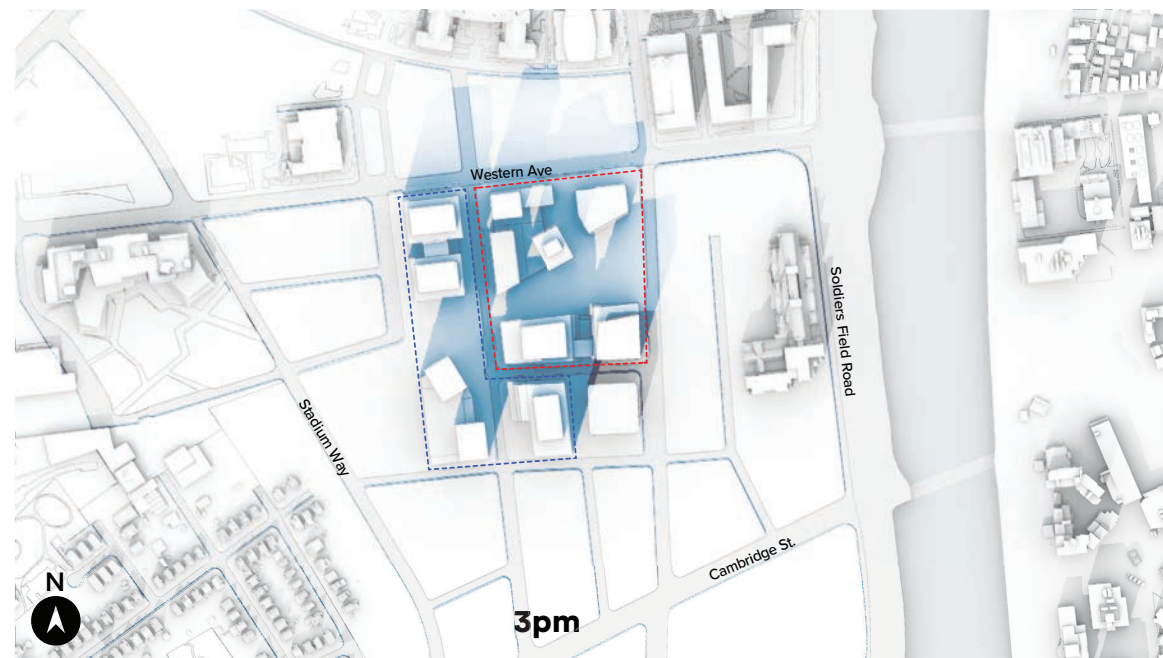 Western Ave
Soldiers Field Road
Stadium Way
Cambridge St.
N
3pm